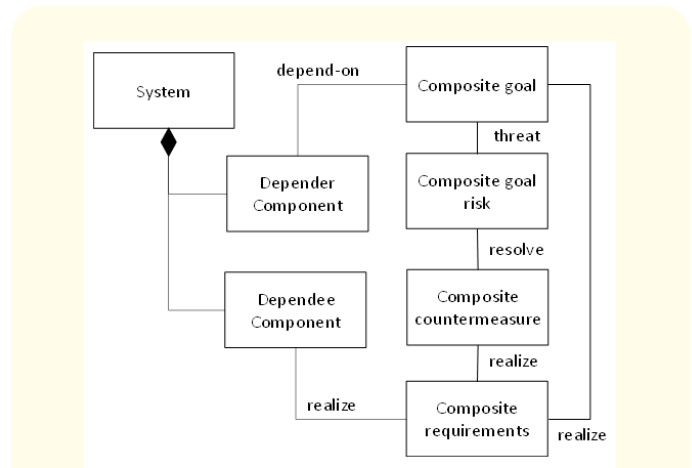 depend-on
System
Composite goal
threat
Depender
Component
Composite goal
risk
resolve
Dependee
Component
Composite
countermeasure
realize
realize
Composite
requirements
realize